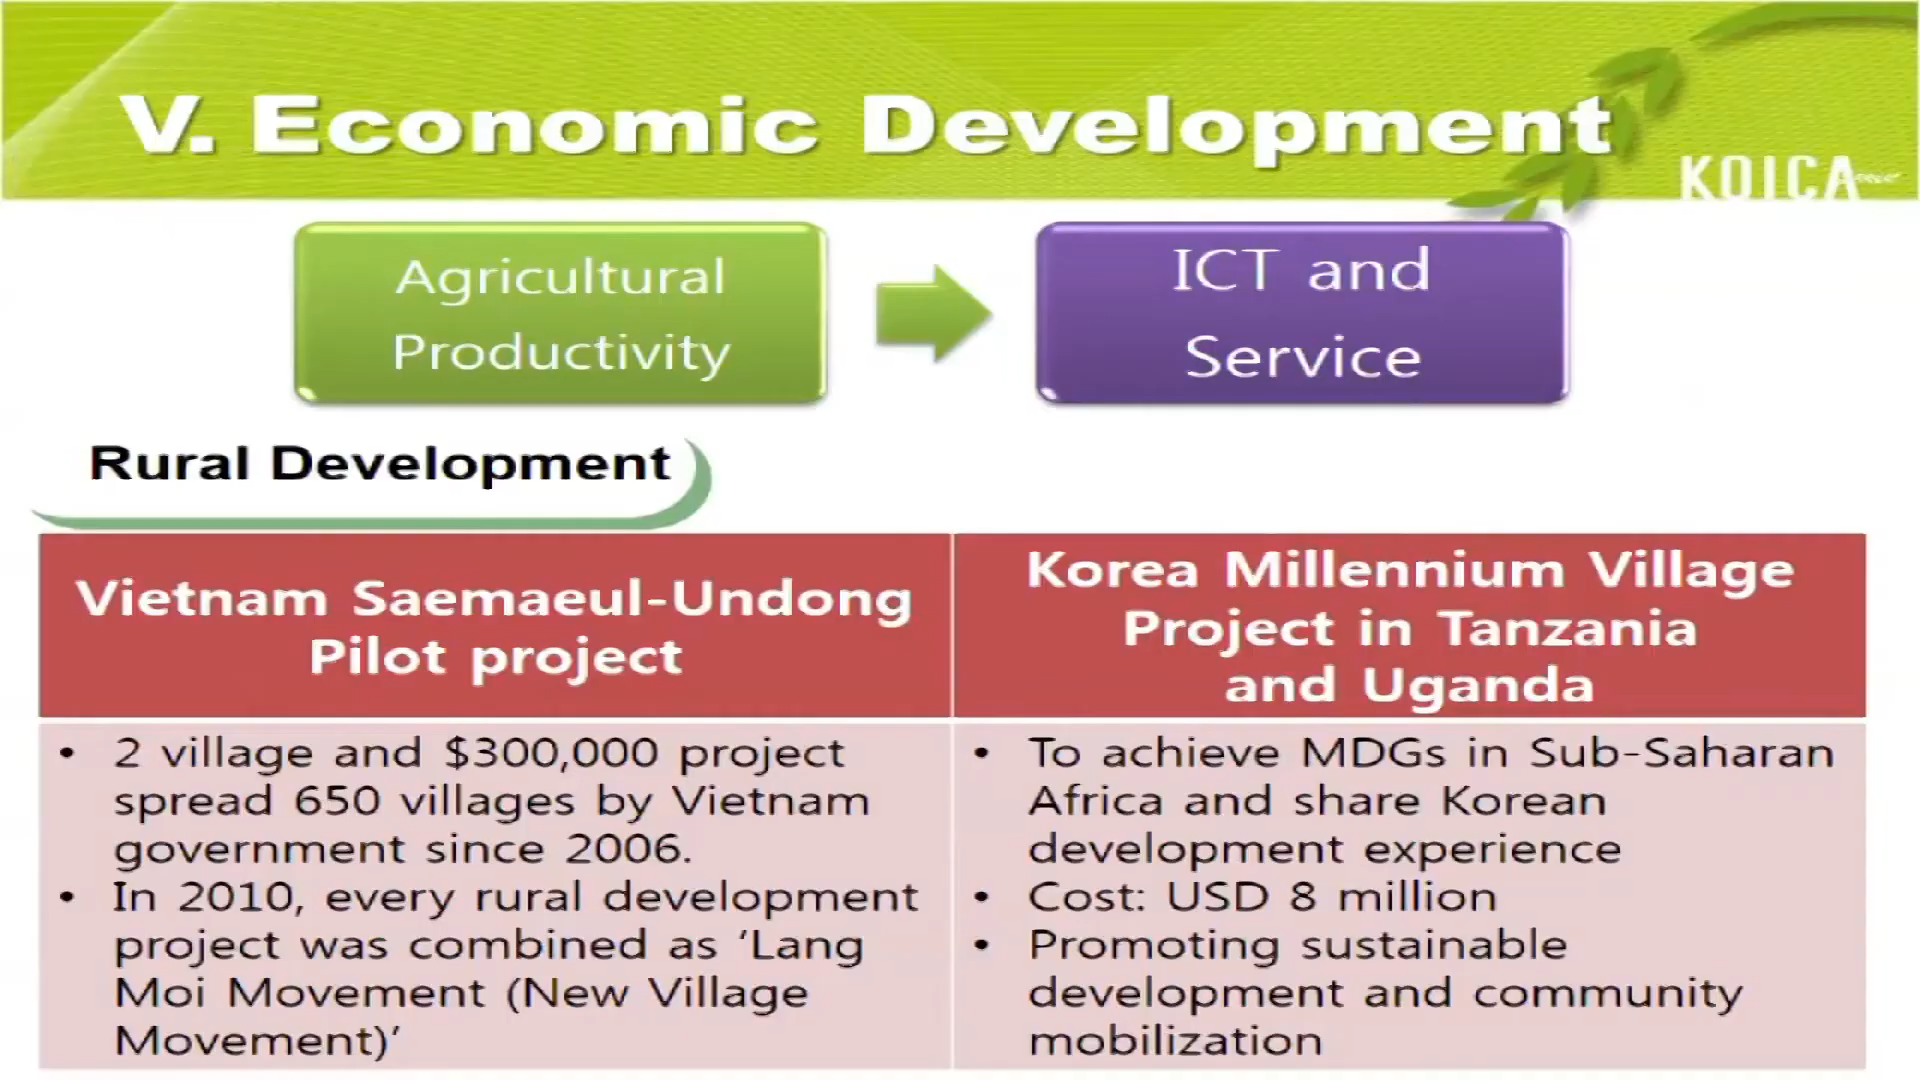 V. Economic Development
KOICA
Agricultural
Productivity
ICT and
Service
Rural Development
Vietnam Saemaeul-Undong
Pilot project
Korea Millennium Village
Project in Tanzania
and Uganda
• 2 village and $300,000 project
spread 650 villages by Vietnam
government since 2006.
• In 2010, every rural development
project was combined as ‘Lang
Moi Movement (New Village
Movement)’
• To achieve MDGs in Sub-Saharan
Africa and share Korean
development experience
• Cost: USD 8 million
• Promoting sustainable
development and community
mobilization